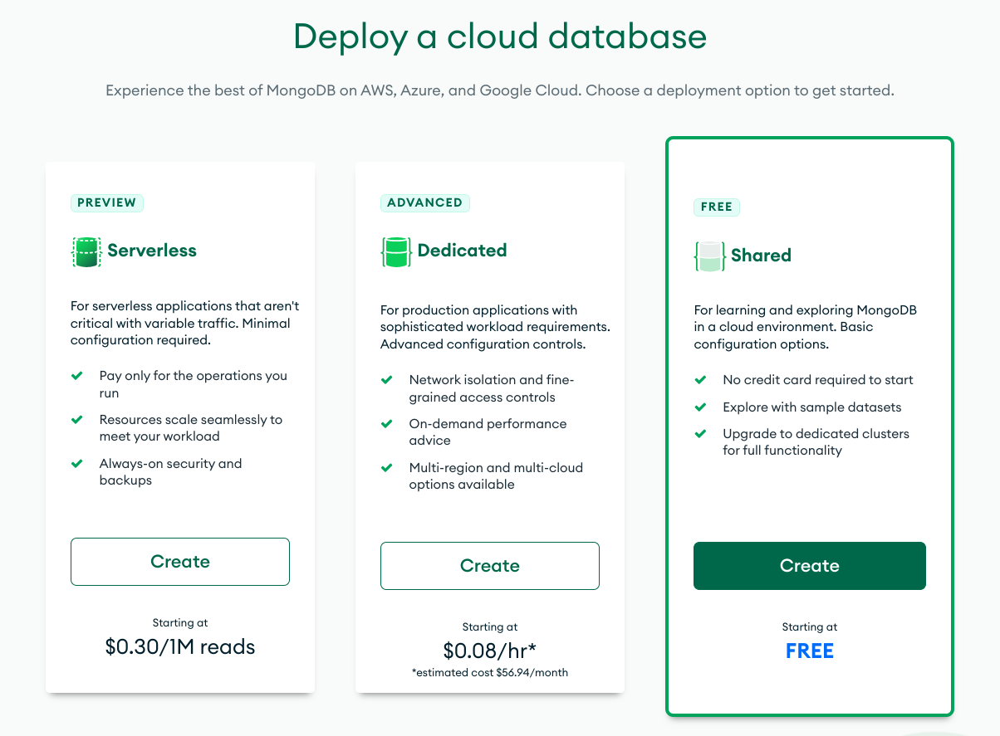 Deploy a cloud database
Experience the best of MongoDB on AWS, Azure, and Google Cloud. Choose a deployment option to get started.
PREVIEW
Serverless
For serverless applications that aren't
critical with variable traffic. Minimal
configuration required.
Pay only for the operations you
run
Resources scale seamlessly to
meet your workload
Always-on security and
backups
Create
Starting at
$0.30/1M reads
ADVANCED
Dedicated
For production applications with
sophisticated workload requirements.
Advanced configuration controls.
Network isolation and fine-
grained access controls
On-demand performance
advice
Multi-region and multi-cloud
options available
Create
Starting at
$0.08/hr*
*estimated cost $56.94/month
FREE
Shared
For learning and exploring MongoDB
in a cloud environment. Basic
configuration options.
No credit card required to start
Explore with sample datasets
Upgrade to dedicated clusters
for full functionality
Create
Starting at
FREE